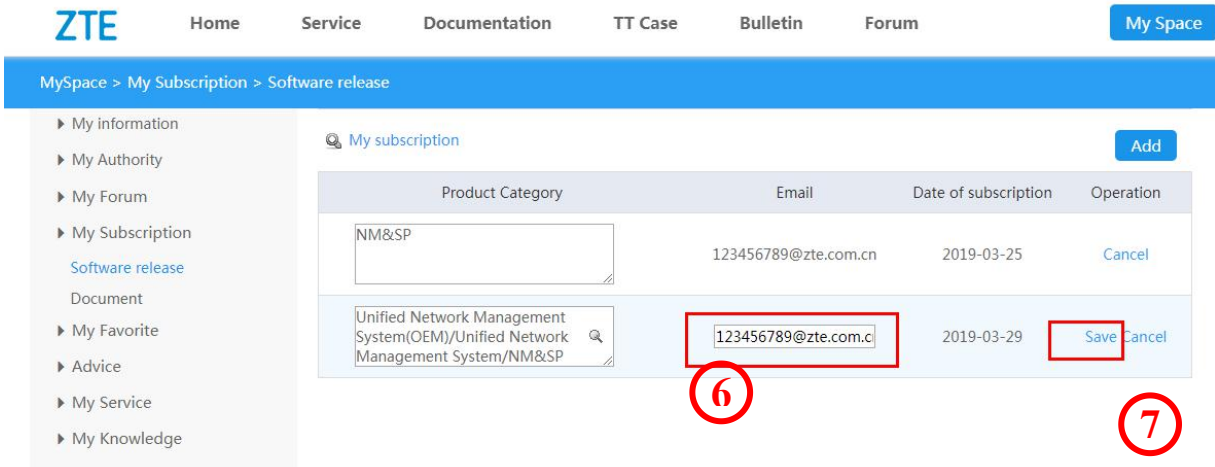 ZTE Home Service Documentation TT Case Bulletin Forum My Space
MySpace > My Subscription > Software release
My information
My Authority
My Forum
My Subscription
Software release
Document
My Favorite
Advice
My Service
My Knowledge
My subscription
Add
Product Category Email Date of subscription Operation
NM&SP
123456789@zte.com.cn 2019-03-25 Cancel
Unified Network Management
System(OEM)/Unified Network
Management System/NM&SP
123456789@zte.com.c 2019-03-29 Save Cancel
6
7